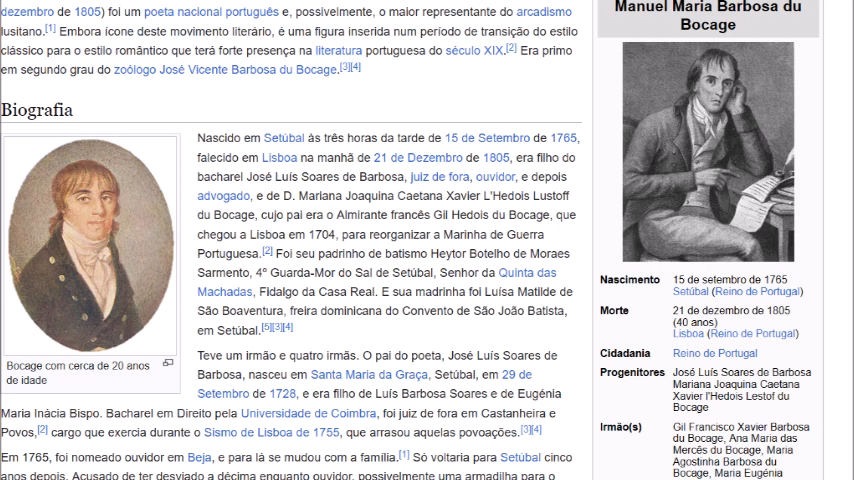 dezembro de 1805) foi um poeta nacional português e, possivelmente, o maior representante do arcadismo
lusitano.[1] Embora ícone deste movimento literário, é uma figura inserida num período de transição do estilo
clássico para o estilo romântico que terá forte presença na literatura portuguesa do século XIX.[2] Era primo
em segundo grau do zoólogo José Vicente Barbosa du Bocage.[3][4]
Biografia
Nascido em Setúbal às três horas da tarde de 15 de Setembro de 1765,
falecido em Lisboa na manhã de 21 de Dezembro de 1805, era filho do
bacharel José Luís Soares de Barbosa, juiz de fora, ouvidor, e depois
advogado, e de D. Mariana Joaquina Caetana Xavier L'Hedois Lustoff
du Bocage, cujo pai era o Almirante francês Gil Hedois du Bocage, que
chegou a Lisboa em 1704, para reorganizar a Marinha de Guerra
Portuguesa.[2] Foi seu padrinho de batismo Heytor Botelho de Moraes
Sarmento, 4º Guarda-Mor do Sal de Setúbal, Senhor da Quinta das
Machadas, Fidalgo da Casa Real. E sua madrinha foi Luísa Matilde de
São Boaventura, freira dominicana do Convento de São João Batista,
em Setúbal.[5][3][4]
Bocage com cerca de 20 anos
de idade
Teve um irmão e quatro irmãs. O pai do poeta, José Luís Soares de
Barbosa, nasceu em Santa Maria da Graça, Setúbal, em 29 de
Setembro de 1728, e era filho de Luís Barbosa Soares e de Eugénia
Maria Inácia Bispo. Bacharel em Direito pela Universidade de Coimbra, foi juiz de fora em Castanheira e
Povos,[2] cargo que exercia durante o Sismo de Lisboa de 1755, que arrasou aquelas povoações.[3][4]
Em 1765, foi nomeado ouvidor em Beja, e para lá se mudou com a família.[1] Só voltaria para Setúbal cinco
anos depois. Acusado de ter desviado a décima enquanto ouvidor, possivelmente uma armadilha para o
Manuel Maria Barbosa du
Bocage
Nascimento 15 de setembro de 1765
Setúbal (Reino de Portugal)
Morte 21 de dezembro de 1805
(40 anos)
Lisboa (Reino de Portugal)
Cidadania Reino de Portugal
Progenitores José Luís Soares de Barbosa
Mariana Joaquina Caetana
Xavier l'Hedois Lestof du
Bocage
Irmão(s) Gil Francisco Xavier Barbosa
du Bocage, Ana Maria das
Mercês du Bocage, Maria
Agostinha Barbosa du
Bocage, Maria Eugénia